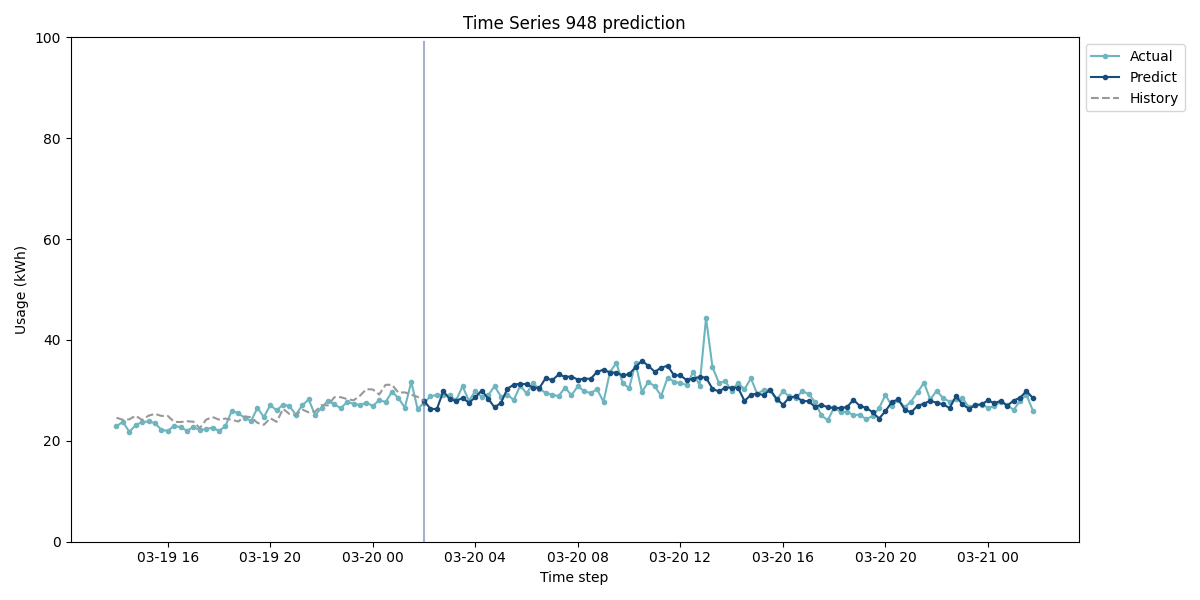 Time Series 948 prediction
100
80
60
40
20
0
Usage (kWh)
03-19 16
03-19 20
03-20 00
03-20 04
03-20 08
03-20 12
03-20 16
03-20 20
03-21 00
Time step
Actual
Predict
History